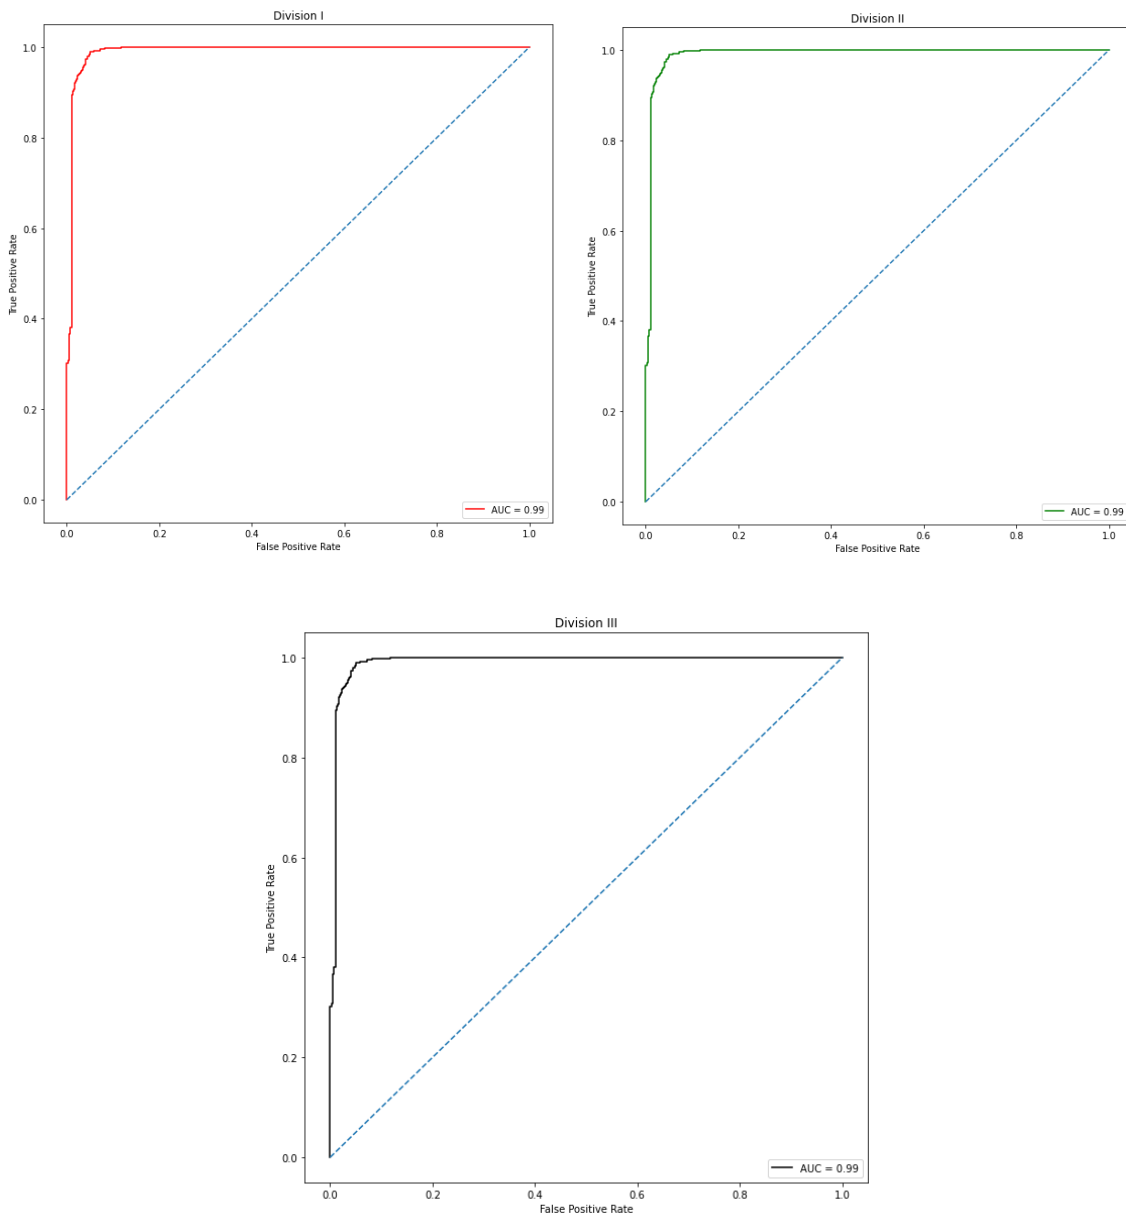 Division I
True Positive Rate
1.0
0.8
0.6
0.4
0.2
0.0
0.0 0.2 0.4 0.6 0.8 1.0
False Positive Rate
AUC = 0.99
Division II
True Positive Rate
1.0
0.8
0.6
0.4
0.2
0.0
0.0 0.2 0.4 0.6 0.8 1.0
False Positive Rate
AUC = 0.99
Division III
True Positive Rate
1.0
0.8
0.6
0.4
0.2
0.0
0.0 0.2 0.4 0.6 0.8 1.0
False Positive Rate
AUC = 0.99